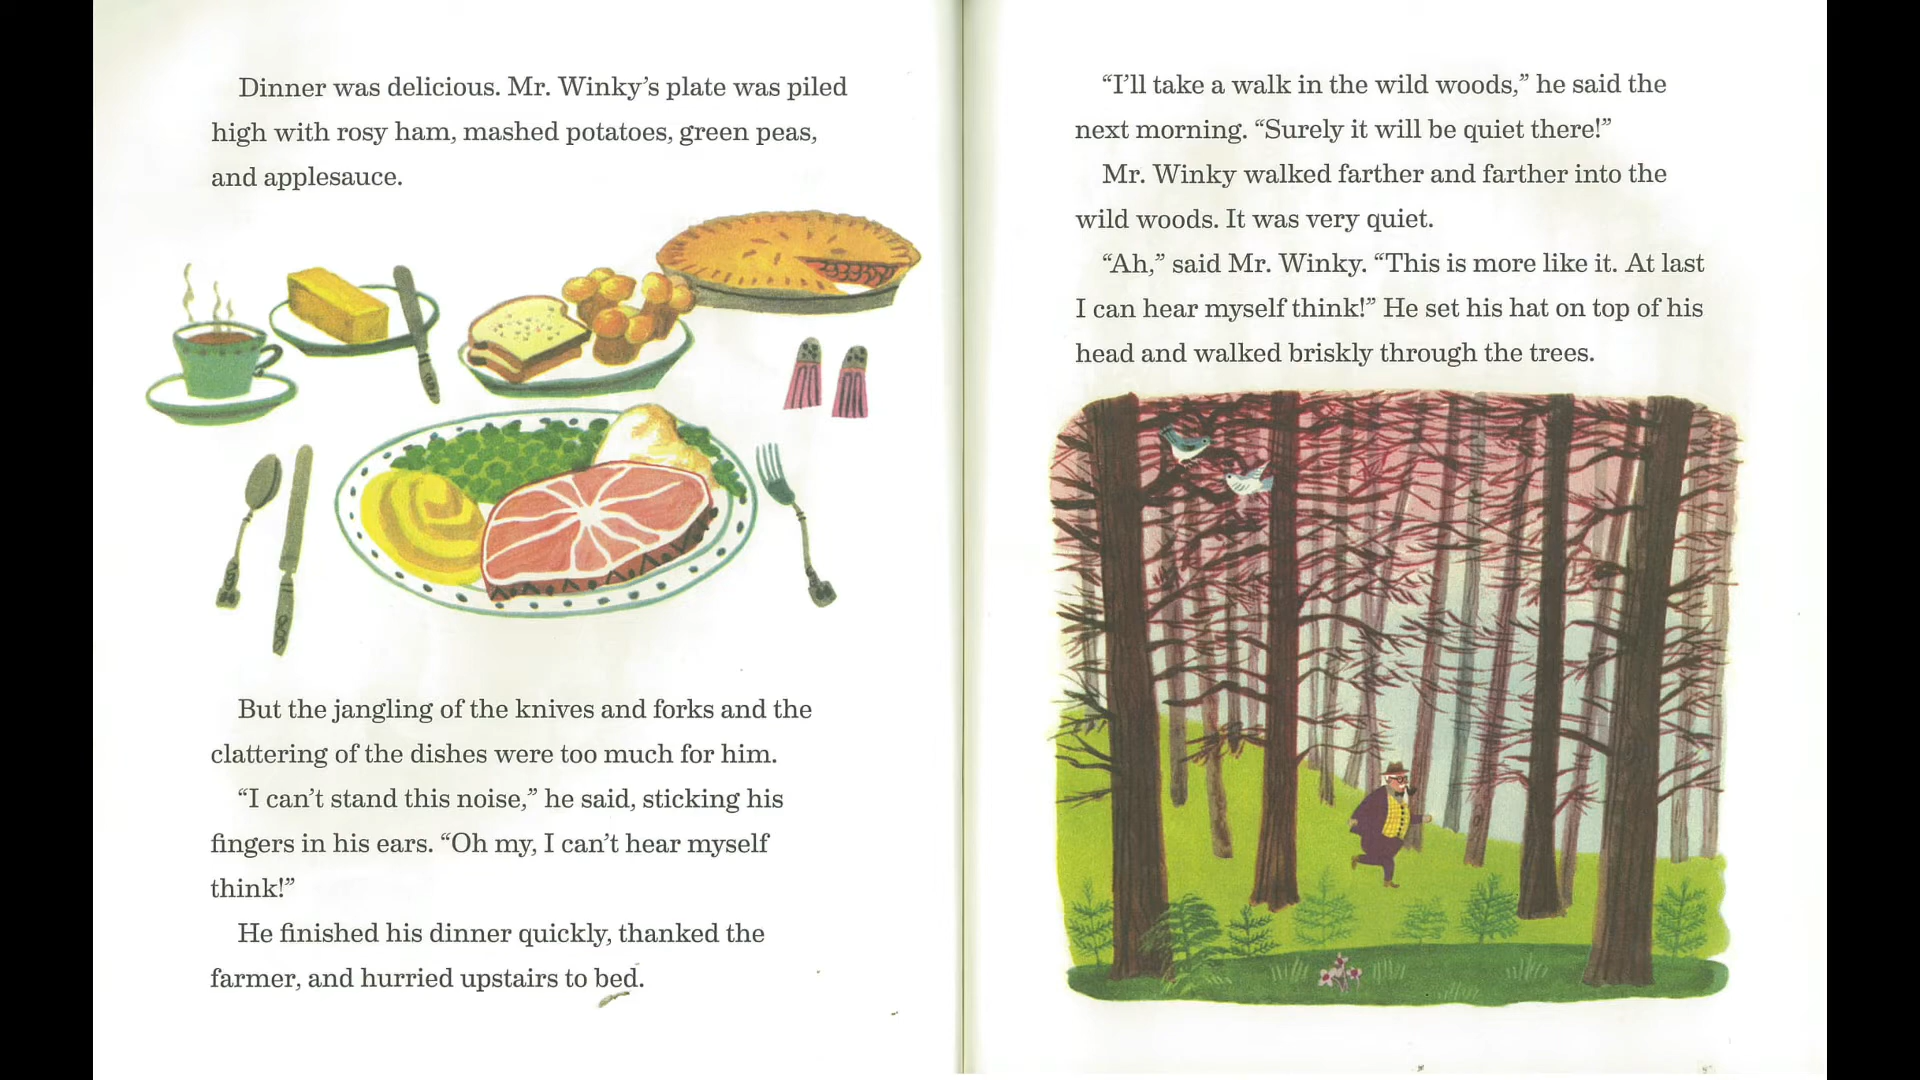 Dinner was delicious. Mr. Winky’s plate was piled
high with rosy ham, mashed potatoes, green peas,
and applesauce.
But the jangling of the knives and forks and the
clattering of the dishes were too much for him.
“I can’t stand this noise,” he said, sticking his
fingers in his ears. “Oh my, I can’t hear myself
think!”
He finished his dinner quickly, thanked the
farmer, and hurried upstairs to bed.
“I’ll take a walk in the wild woods,” he said the
next morning. “Surely it will be quiet there!”
Mr. Winky walked farther and farther into the
wild woods. It was very quiet.
“Ah,” said Mr. Winky. “This is more like it. At last
I can hear myself think!” He set his hat on top of his
head and walked briskly through the trees.